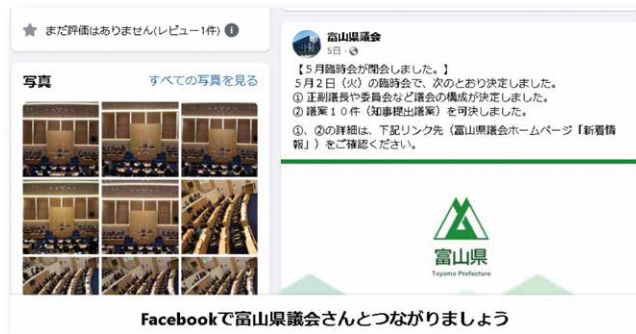 まだ評価はありません(レビュー1件)
写真
すべての写真を見る
富山県議会
5日
【５月臨時会が閉会しました。】
５月２日（火）の臨時会で、次のとおり決定しました。
① 正副議長や委員会など議会の構成が決定しました。
② 議案１０件（知事提出議案）を可決しました。
①、②の詳細は、下記リンク先（富山県議会ホームページ「新着情
報」）をご確認ください。
富山県
Toyama Prefecture
Facebookで富山県議会さんとつながりましょう